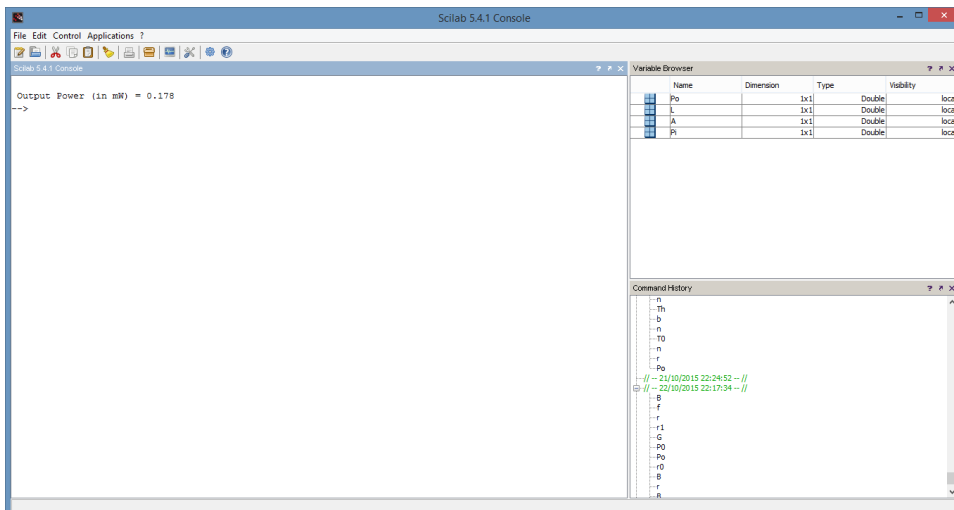 Scilab 5.4.1 Console
File Edit Control Applications ?
Scilab 5.4.1 Console
Output Power (in mW) = 0.178
-->
Variable Browser
Name Dimension Type Visibility
Po 1x1 Double loca
L 1x1 Double loca
A 1x1 Double loca
Pi 1x1 Double loca
Command History
n
Th
b
n
T0
n
r
Po
// -- 21/10/2015 22:24:52 -- //
// -- 22/10/2015 22:17:34 -- //
B
f
r
r1
G
P0
Po
r0
B
r
B